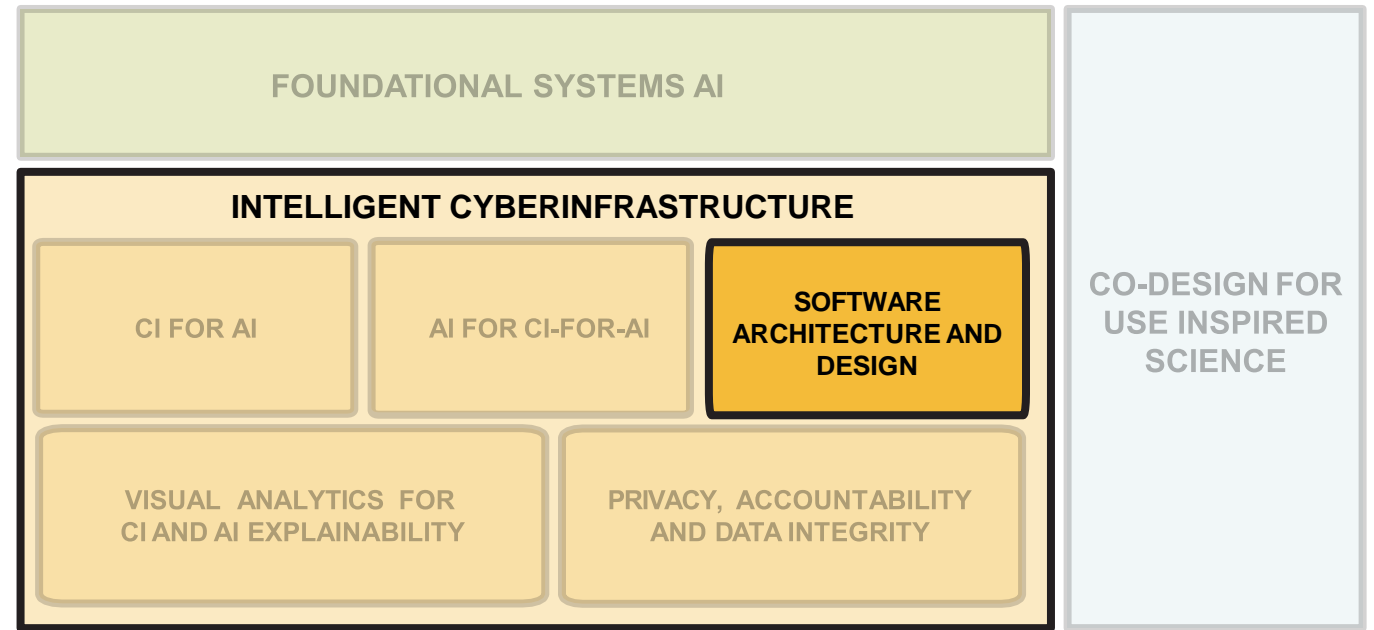 FOUNDATIONAL SYSTEMS AI
INTELLIGENT CYBERINFRASTRUCTURE
CI FOR AI
AI FOR CI-FOR-AI
SOFTWARE
ARCHITECTURE AND
DESIGN
VISUAL ANALYTICS FOR
CI AND AI EXPLAINABILITY
PRIVACY, ACCOUNTABILITY
AND DATA INTEGRITY
CO-DESIGN FOR
USE INSPIRED
SCIENCE